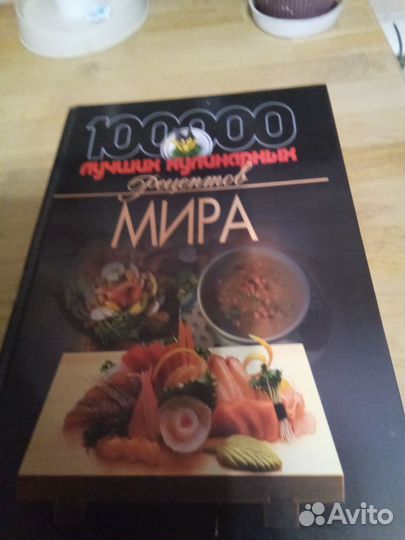 100000
лучших кулинарных
рецептов
МИРА
Avito